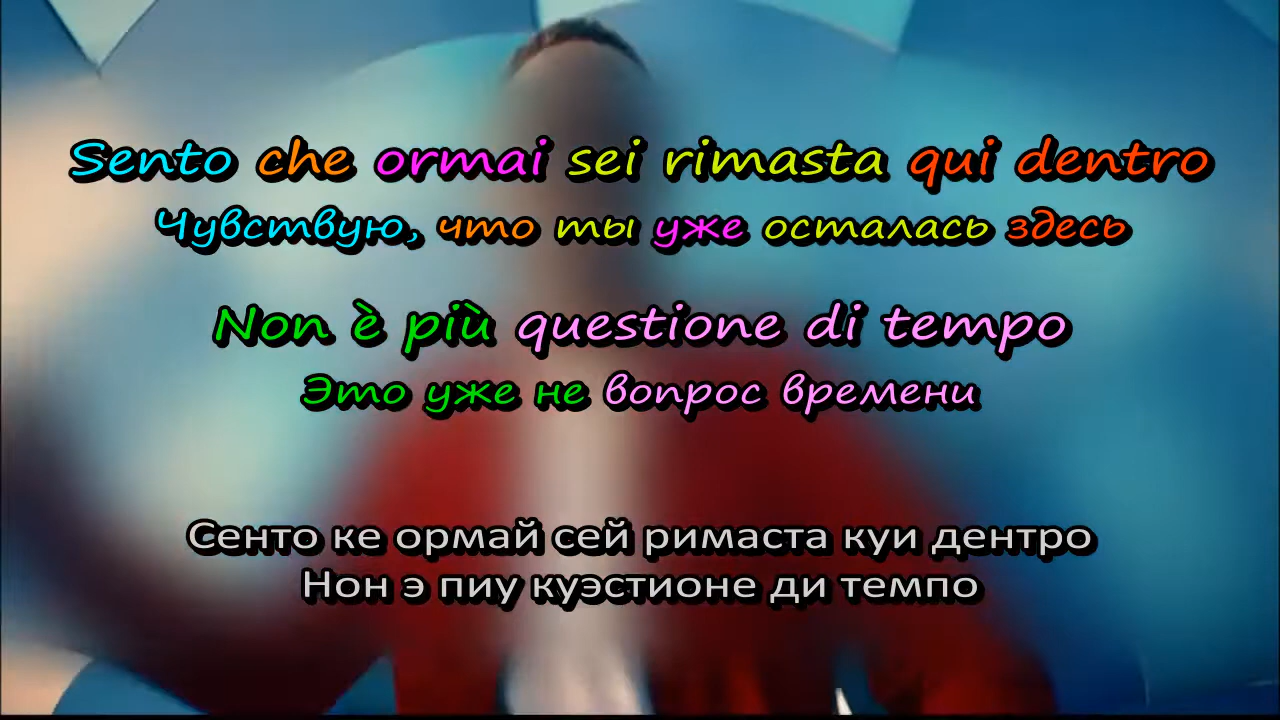 Sento che ormai sei rimasta qui dentro
Чувствую, что ты уже осталась здесь
Non è più questione di tempo
Это уже не вопрос времени
Сенто ке ормай сей римаста куи дентро
Нон э пиу куэстионе ди темпо